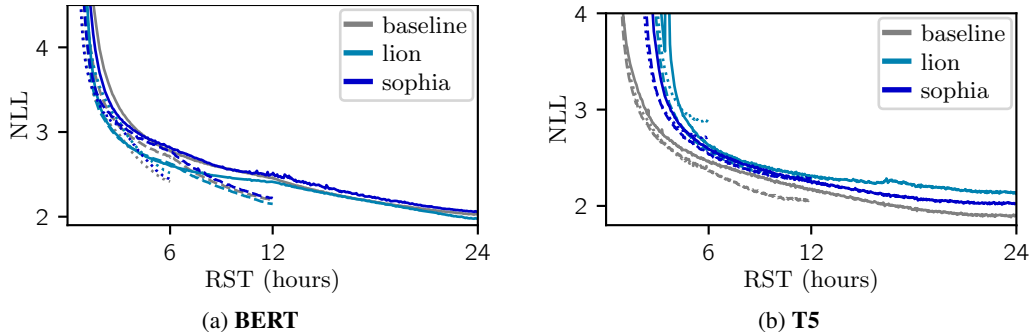 4
3
2
NLL
baseline
lion
sophia
6
12
24
RST (hours)
(a) BERT
4
3
2
NLL
baseline
lion
sophia
6
12
24
RST (hours)
(b) T5